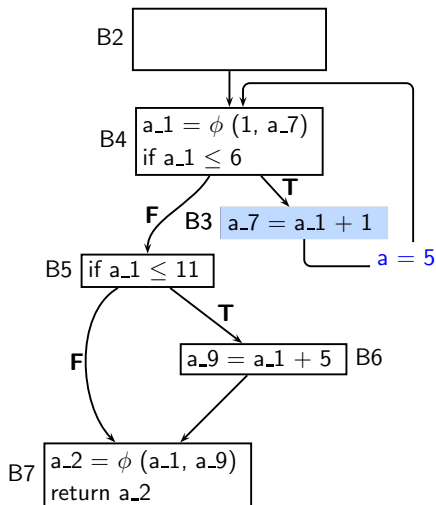 B2
B4
a_1 = ϕ (1, a_7)
if a_1 ≤ 6
T
F
B3
a_7 = a_1 + 1
a = 5
B5
if a_1 ≤ 11
T
F
a_9 = a_1 + 5
B6
B7
a_2 = ϕ (a_1, a_9)
return a_2